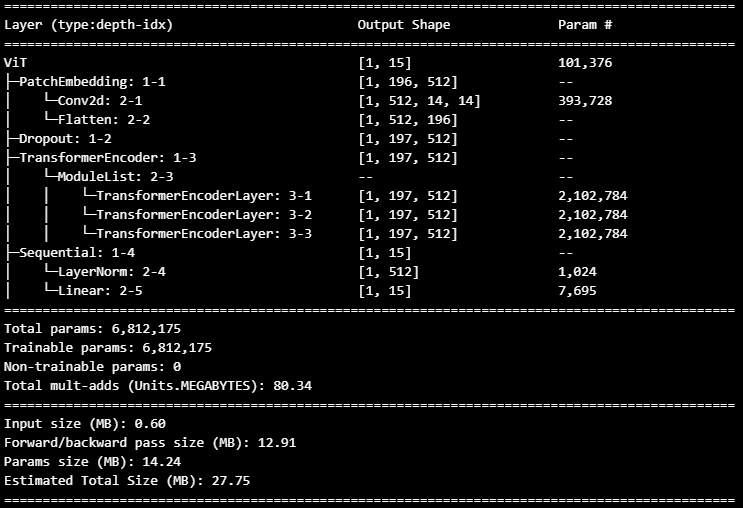 ==========================================================================================
Layer (type:depth-idx)                   Output Shape              Param #
==========================================================================================
ViT                                      [1, 15]                   101,376
├─PatchEmbedding: 1-1                    [1, 196, 512]             --
│    └─Conv2d: 2-1                       [1, 512, 14, 14]          393,728
│    └─Flatten: 2-2                      [1, 512, 196]             --
├─Dropout: 1-2                           [1, 197, 512]             --
├─TransformerEncoder: 1-3                [1, 197, 512]             --
│    └─ModuleList: 2-3                   --                        --
│    │    └─TransformerEncoderLayer: 3-1 [1, 197, 512]             2,102,784
│    │    └─TransformerEncoderLayer: 3-2 [1, 197, 512]             2,102,784
│    │    └─TransformerEncoderLayer: 3-3 [1, 197, 512]             2,102,784
├─Sequential: 1-4                        [1, 15]                   --
│    └─LayerNorm: 2-4                    [1, 512]                  1,024
│    └─Linear: 2-5                       [1, 15]                   7,695
==========================================================================================
Total params: 6,812,175
Trainable params: 6,812,175
Non-trainable params: 0
Total mult-adds (Units.MEGABYTES): 80.34
==========================================================================================
Input size (MB): 0.60
Forward/backward pass size (MB): 12.91
Params size (MB): 14.24
Estimated Total Size (MB): 27.75
==========================================================================================